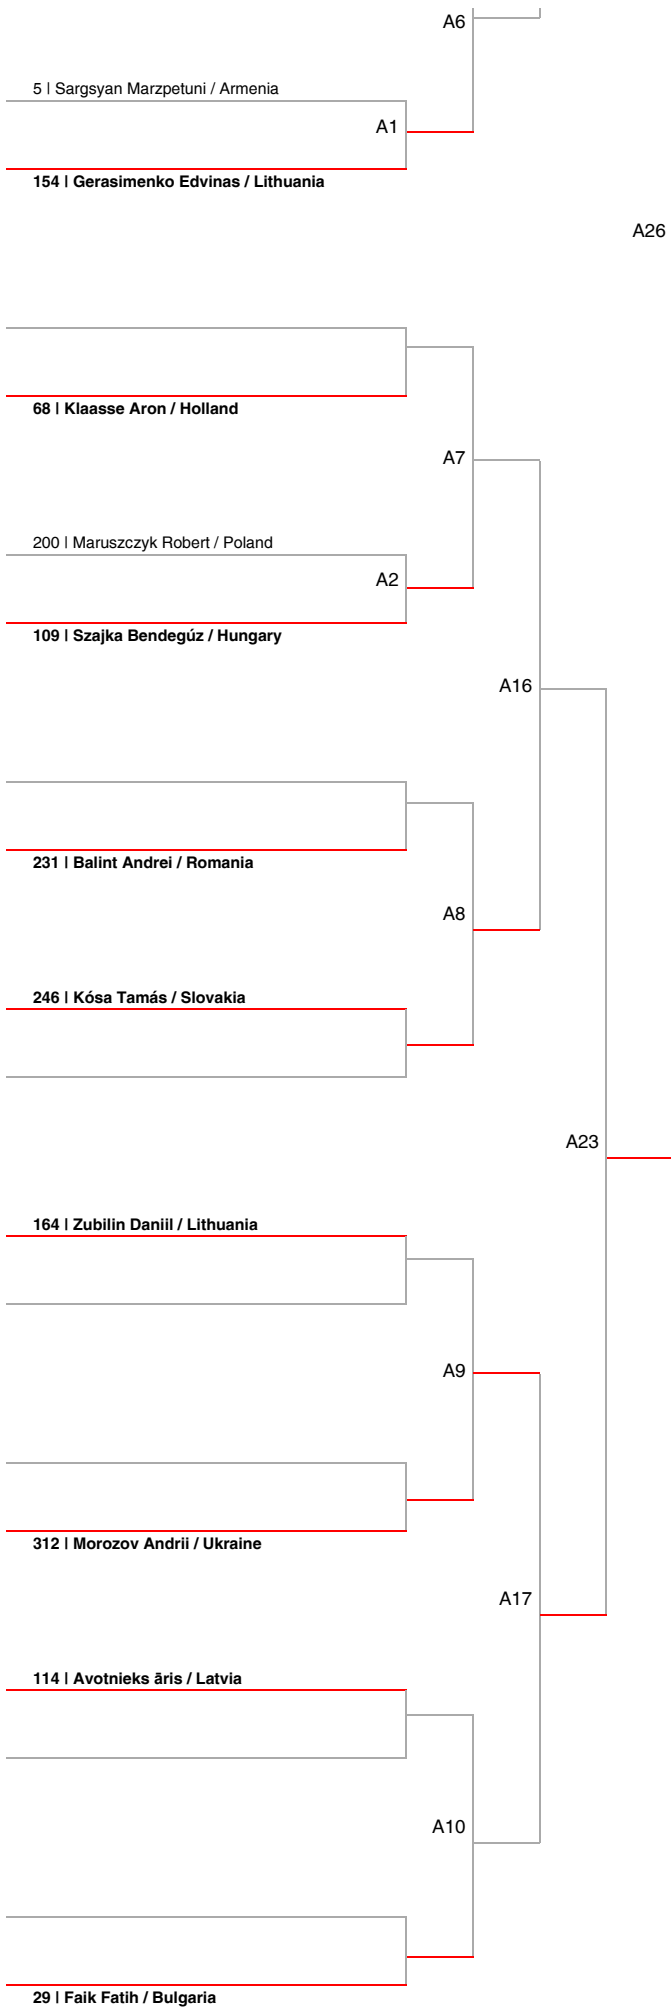 A6
5 | Sargsyan Marzpetuni / Armenia
A1
154 | Gerasimenko Edvinas / Lithuania
A26
68 | Klaasse Aron / Holland
A7
200 | Maruszczyk Robert / Poland
A2
109 | Szajka Bendegúz / Hungary
A16
231 | Balint Andrei / Romania
A8
246 | Kósa Tamás / Slovakia
A23
164 | Zubilin Daniil / Lithuania
A9
312 | Morozov Andrii / Ukraine
A17
114 | Avotnieks āris / Latvia
A10
29 | Faik Fatih / Bulgaria